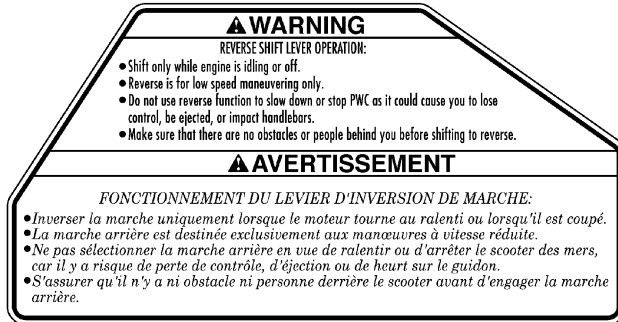 ⚠WARNING
REVERSE SHIFT LEVER OPERATION:
● Shift only while engine is idling or off.
● Reverse is for low speed maneuvering only.
● Do not use reverse function to slow down or stop PWC as it could cause you to lose
control, be ejected, or impact handlebars.
● Make sure that there are no obstacles or people behind you before shifting to reverse.
⚠AVERTISSEMENT
FONCTIONNEMENT DU LEVIER D'INVERSION DE MARCHE:
● Inverser la marche uniquement lorsque le moteur tourne au ralenti ou lorsqu'il est coupé.
● La marche arrière est destinée exclusivement aux manœuvres à vitesse réduite.
● Ne pas sélectionner la marche arrière en vue de ralentir ou d'arrêter le scooter des mers,
car il y a risque de perte de contrôle, d'éjection ou de heurt sur le guidon.
● S'assurer qu'il n'y a ni obstacle ni personne derrière le scooter avant d'engager la marche
arrière.